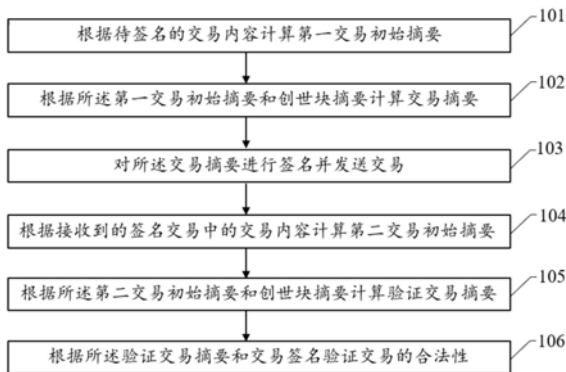 101
根据待签名的交易内容计算第一交易初始摘要
102
根据所述第一交易初始摘要和创世块摘要计算交易摘要
103
对所述交易摘要进行签名并发送交易
104
根据接收到的签名交易中的交易内容计算第二交易初始摘要
105
根据所述第二交易初始摘要和创世块摘要计算验证交易摘要
106
根据所述验证交易摘要和交易签名验证交易的合法性